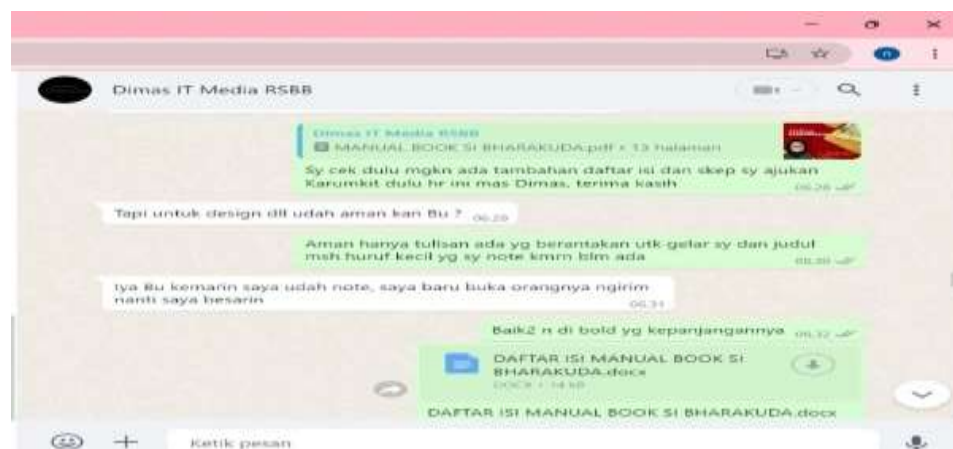 Dimas IT Media RSBB
Dimas IT Media RSBB
MANUAL BOOK SI BHARAKUDA.pdf • 13 halaman
Sy cek dulu mgkn ada tambahan daftar isi dan skep sy ajukan
Karumkit dulu hr ini mas Dimas, terima kasih
06.28
Tapi untuk design dll udah aman kan Bu ? 06.29
Aman hanya tulisan ada yg berantakan utk gelar sy dan judul
msh huruf kecil yg sy note kmrn blm ada
06.30
Iya Bu kemarin saya udah note, saya baru buka orangnya ngirim
nanti saya besarin
06.31
Baik2 n di bold yg kepanjangannya 06.32
DAFTAR ISI MANUAL BOOK SI
BHARAKUDA.docx
DOCX • 14 kB
DAFTAR ISI MANUAL BOOK SI BHARAKUDA.docx
Ketik pesan